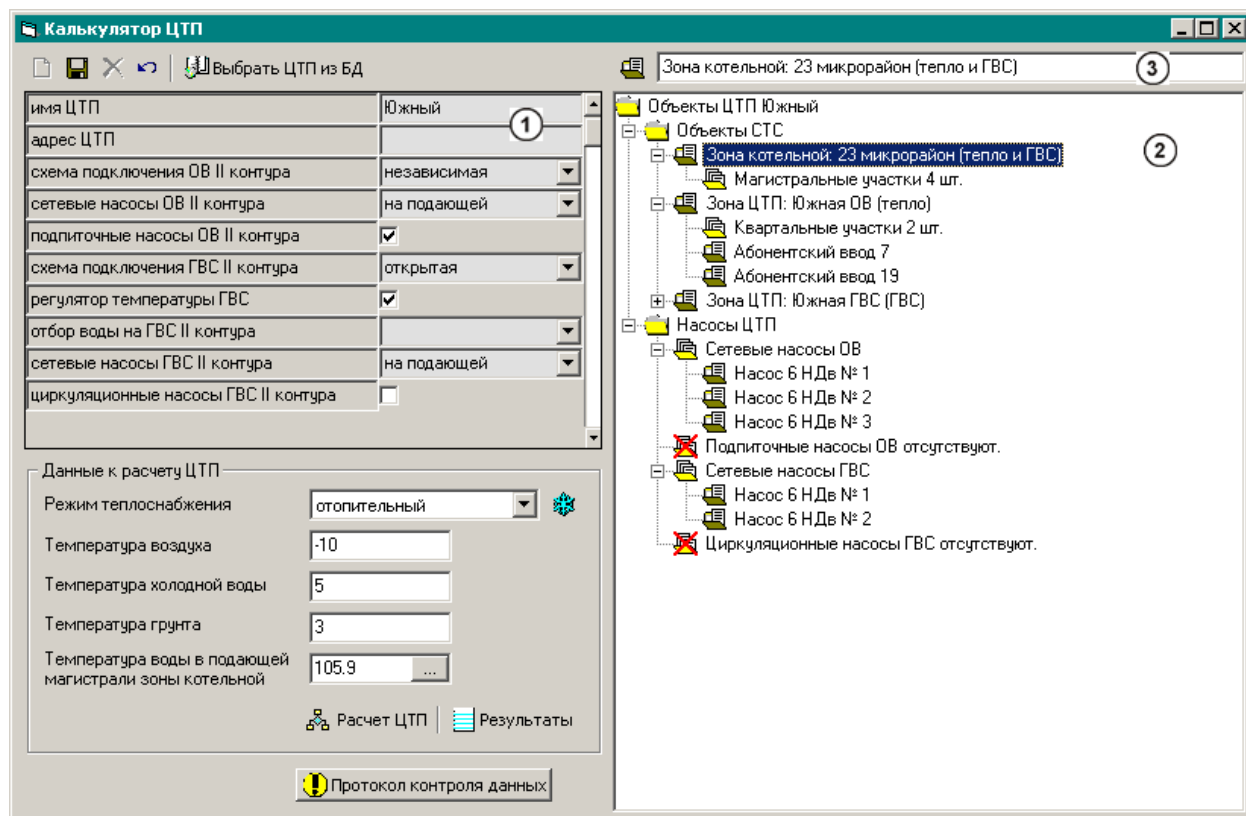 Калькулятор ЦТП
Выбрать ЦТП из БД
Зона котельной: 23 микрорайон (тепло и ГВС)
3
имя ЦТП Южный
1
адрес ЦТП
схема подключения ОВ II контура независимая
сетевые насосы ОВ II контура на подающей
подпиточные насосы ОВ II контура
схема подключения ГВС II контура открытая
регулятор температуры ГВС
отбор воды на ГВС II контура
сетевые насосы ГВС II контура на подающей
циркуляционные насосы ГВС II контура
Данные к расчету ЦТП
Режим теплоснабжения отопительный
Температура воздуха -10
Температура холодной воды 5
Температура грунта 3
Температура воды в подающей
магистрали зоны котельной 105.9 ...
Расчет ЦТП Результаты
Протокол контроля данных
Объекты ЦТП Южный
Объекты СТС
2
Зона котельной: 23 микрорайон (тепло и ГВС)
Магистральные участки 4 шт.
Зона ЦТП: Южная ОВ (тепло)
Квартальные участки 2 шт.
Абонентский ввод 7
Абонентский ввод 19
Зона ЦТП: Южная ГВС (ГВС)
Насосы ЦТП
Сетевые насосы ОВ
Насос 6 НДв № 1
Насос 6 НДв № 2
Насос 6 НДв № 3
Подпиточные насосы ОВ отсутствуют.
Сетевые насосы ГВС
Насос 6 НДв № 1
Насос 6 НДв № 2
Циркуляционные насосы ГВС отсутствуют.